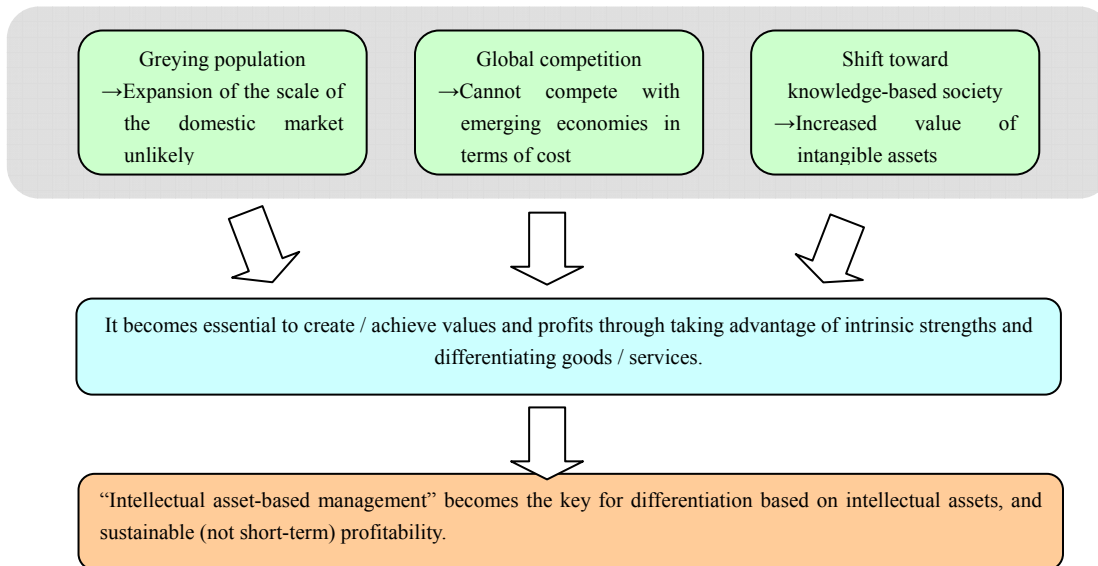 Greying population
→Expansion of the scale of
the domestic market
unlikely
Global competition
→Cannot compete with
emerging economies in
terms of cost
Shift toward
knowledge-based society
→Increased value of
intangible assets
It becomes essential to create / achieve values and profits through taking advantage of intrinsic strengths and
differentiating goods / services.
“Intellectual asset-based management” becomes the key for differentiation based on intellectual assets, and
sustainable (not short-term) profitability.